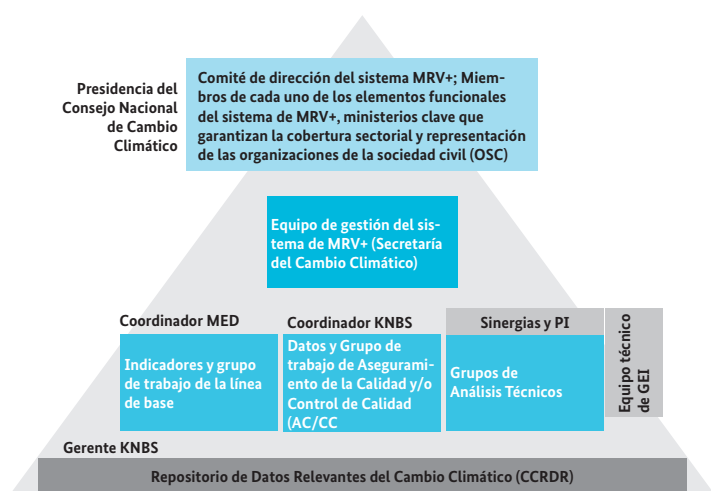 Presidencia del
Consejo Nacional
de Cambio
Climático
Comité de dirección del sistema MRV+; Miem-
bros de cada uno de los elementos funcionales
del sistema de MRV+, ministerios clave que
garantizan la cobertura sectorial y representación
de las organizaciones de la sociedad civil (OSC)
Equipo de gestión del sis-
tema de MRV+ (Secretaría
del Cambio Climático)
Coordinador MED
Indicadores y grupo
de trabajo de la línea
de base
Coordinador KNBS
Datos y Grupo de
trabajo de Asegurami-
ento de la Calidad y/o
Control de Calidad
(AC/CC
Sinergias y PI
Grupos de
Análisis Técnicos
Equipo técnico
de GEI
Gerente KNBS
Repositorio de Datos Relevantes del Cambio Climático (CCRDR)